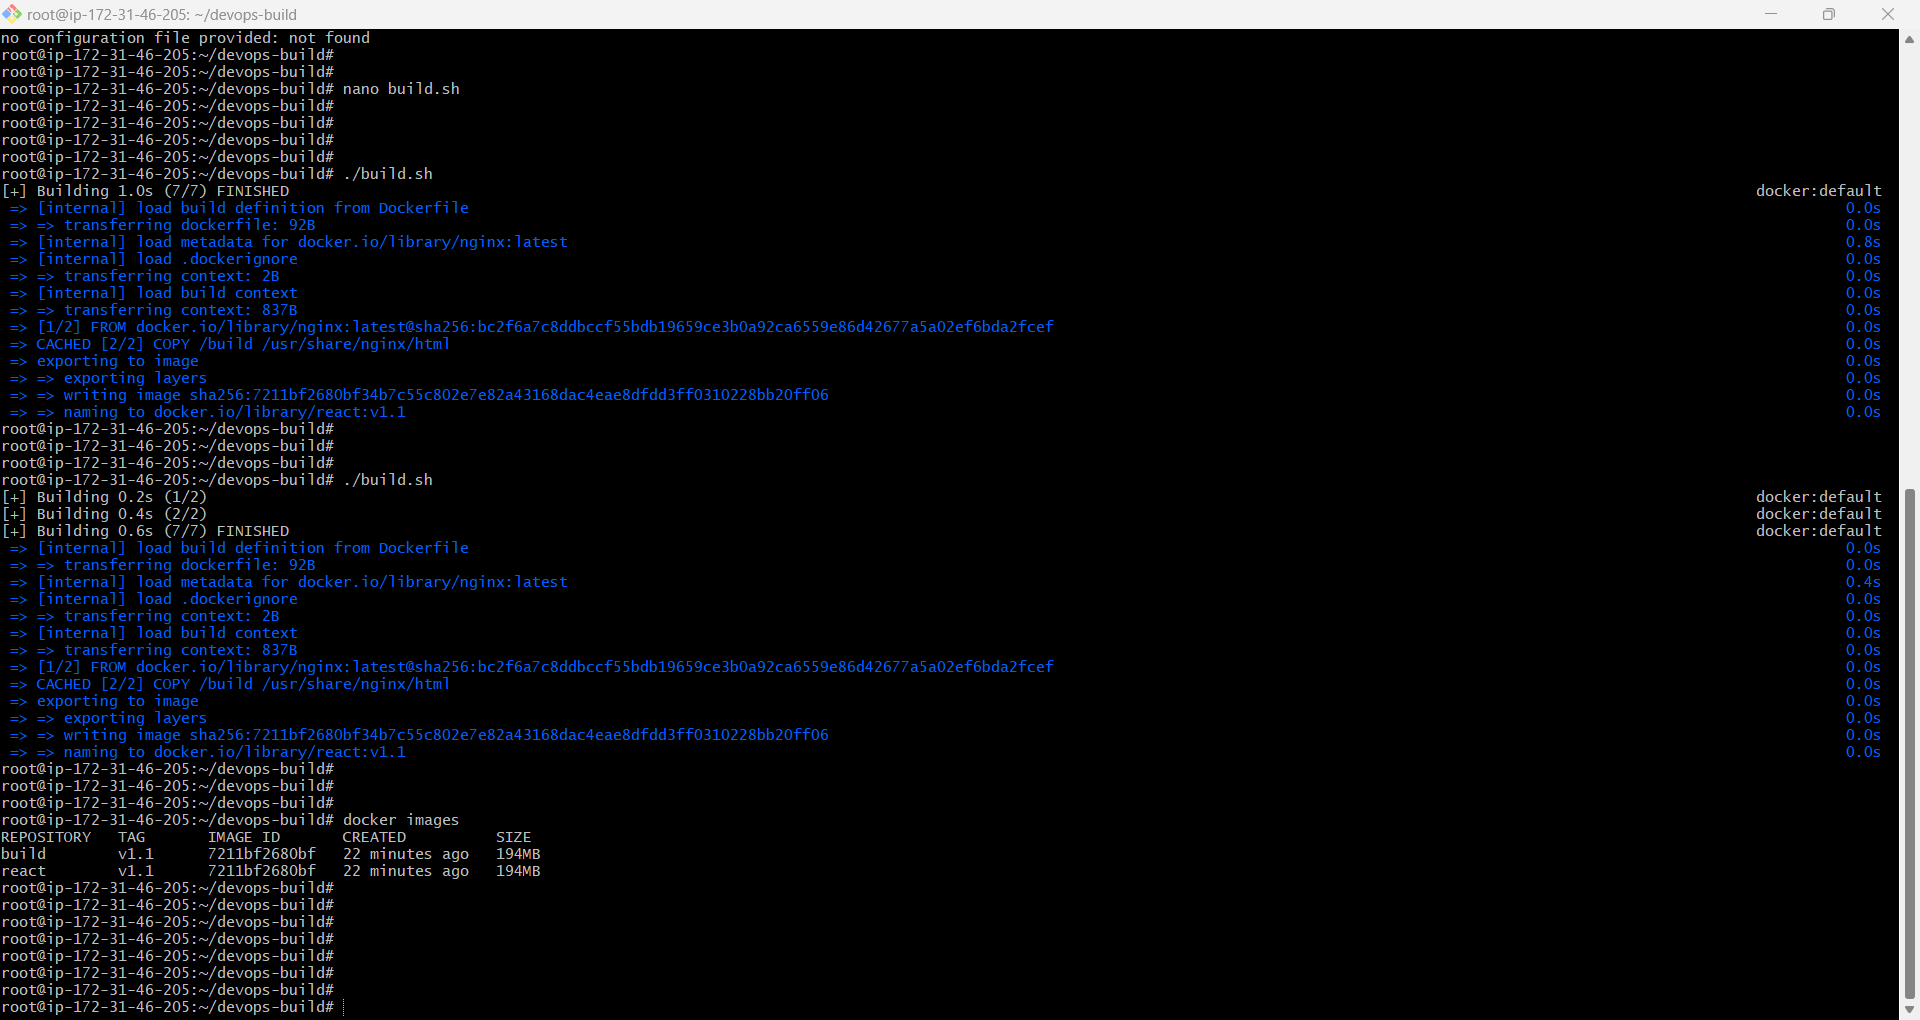 root@ip-172-31-46-205: ~/devops-build
no configuration file provided: not found
root@ip-172-31-46-205:~/devops-build#
root@ip-172-31-46-205:~/devops-build#
root@ip-172-31-46-205:~/devops-build# nano build.sh
root@ip-172-31-46-205:~/devops-build#
root@ip-172-31-46-205:~/devops-build#
root@ip-172-31-46-205:~/devops-build#
root@ip-172-31-46-205:~/devops-build#
root@ip-172-31-46-205:~/devops-build# ./build.sh
[+] Building 1.0s (7/7) FINISHED docker:default
=> [internal] load build definition from Dockerfile 0.0s
=> => transferring dockerfile: 92B 0.0s
=> [internal] load metadata for docker.io/library/nginx:latest 0.8s
=> [internal] load .dockerignore 0.0s
=> => transferring context: 2B 0.0s
=> [internal] load build context 0.0s
=> => transferring context: 837B 0.0s
=> [1/2] FROM docker.io/library/nginx:latest@sha256:bc2f6a7c8ddbccf55bdb19659ce3b0a92ca6559e86d42677a5a02ef6bda2fcef 0.0s
=> CACHED [2/2] COPY /build /usr/share/nginx/html 0.0s
=> exporting to image 0.0s
=> => exporting layers 0.0s
=> => writing image sha256:7211bf2680bf34b7c55c802e7e82a43168dac4eae8dfdd3ff0310228bb20ff06 0.0s
=> => naming to docker.io/library/react:v1.1 0.0s
root@ip-172-31-46-205:~/devops-build#
root@ip-172-31-46-205:~/devops-build#
root@ip-172-31-46-205:~/devops-build#
root@ip-172-31-46-205:~/devops-build# ./build.sh
[+] Building 0.2s (1/2) docker:default
[+] Building 0.4s (2/2) docker:default
[+] Building 0.6s (7/7) FINISHED docker:default
=> [internal] load build definition from Dockerfile 0.0s
=> => transferring dockerfile: 92B 0.0s
=> [internal] load metadata for docker.io/library/nginx:latest 0.4s
=> [internal] load .dockerignore 0.0s
=> => transferring context: 2B 0.0s
=> [internal] load build context 0.0s
=> => transferring context: 837B 0.0s
=> [1/2] FROM docker.io/library/nginx:latest@sha256:bc2f6a7c8ddbccf55bdb19659ce3b0a92ca6559e86d42677a5a02ef6bda2fcef 0.0s
=> CACHED [2/2] COPY /build /usr/share/nginx/html 0.0s
=> exporting to image 0.0s
=> => exporting layers 0.0s
=> => writing image sha256:7211bf2680bf34b7c55c802e7e82a43168dac4eae8dfdd3ff0310228bb20ff06 0.0s
=> => naming to docker.io/library/react:v1.1 0.0s
root@ip-172-31-46-205:~/devops-build#
root@ip-172-31-46-205:~/devops-build#
root@ip-172-31-46-205:~/devops-build#
root@ip-172-31-46-205:~/devops-build# docker images
REPOSITORY TAG IMAGE ID CREATED SIZE
build v1.1 7211bf2680bf 22 minutes ago 194MB
react v1.1 7211bf2680bf 22 minutes ago 194MB
root@ip-172-31-46-205:~/devops-build#
root@ip-172-31-46-205:~/devops-build#
root@ip-172-31-46-205:~/devops-build#
root@ip-172-31-46-205:~/devops-build#
root@ip-172-31-46-205:~/devops-build#
root@ip-172-31-46-205:~/devops-build#
root@ip-172-31-46-205:~/devops-build#
root@ip-172-31-46-205:~/devops-build#